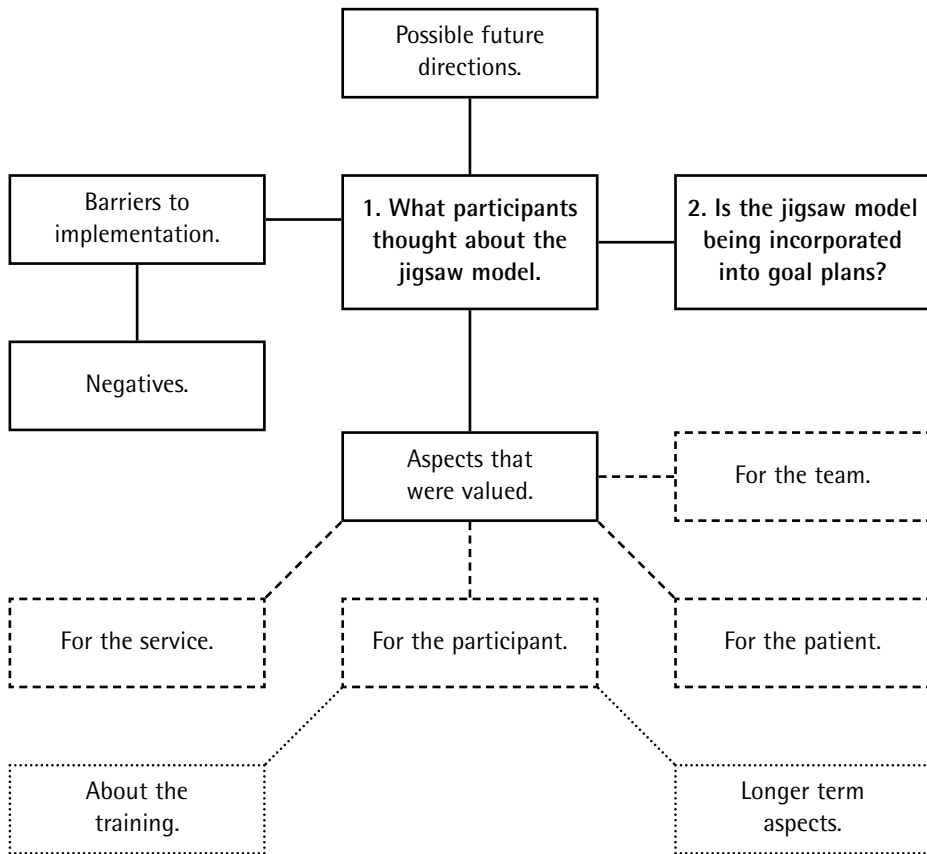 Possible future
directions.
Barriers to
implementation.
1. What participants
thought about the
jigsaw model.
2. Is the jigsaw model
being incorporated
into goal plans?
Negatives.
Aspects that
were valued.
For the team.
For the service.
For the participant.
For the patient.
About the
training.
Longer term
aspects.